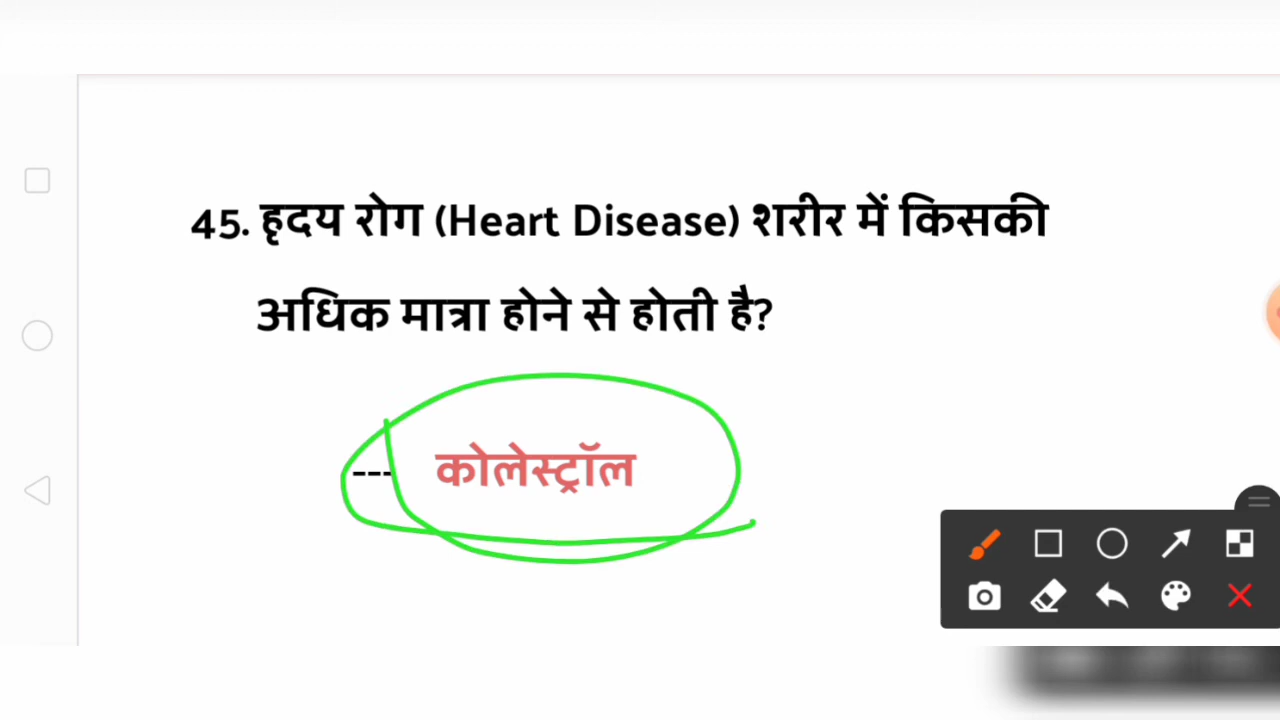 45. हृदय रोग (Heart Disease) शरीर में किसकी
अधिक मात्रा होने से होती है?
--- कोलेस्ट्रॉल